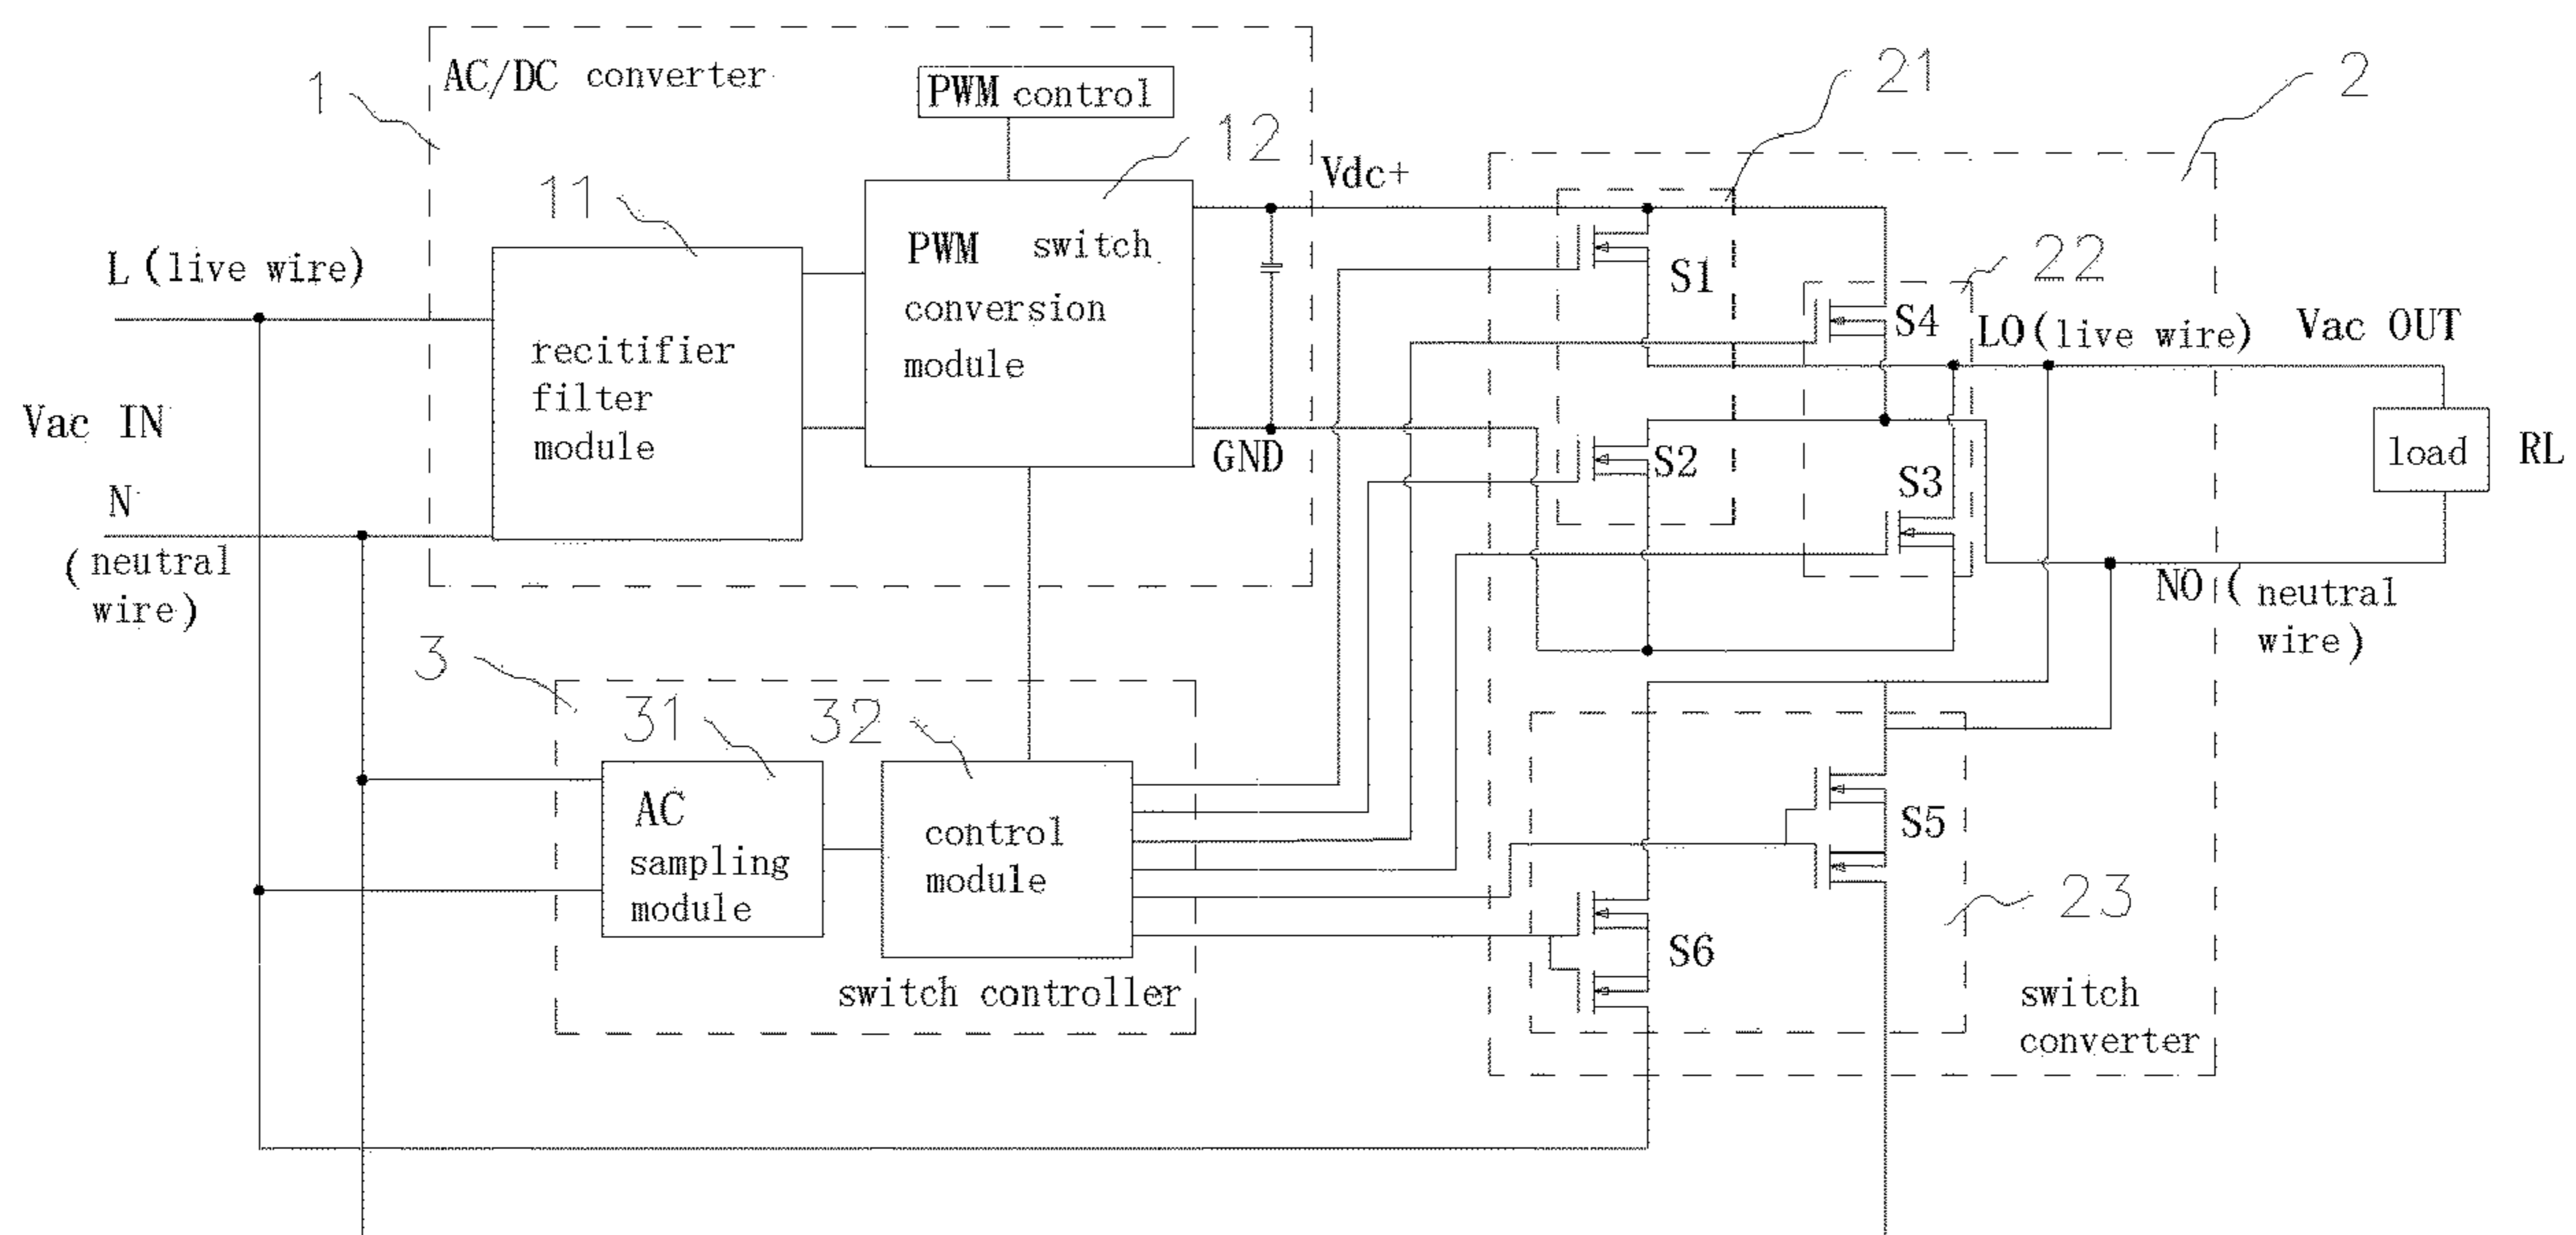 1
AC/DC converter
PWM control
12
11
PWM switch
conversion
module
recitifier
filter
module
L (live wire)
Vac IN
N
(neutral
wire)
Vdc+
GND
21
2
22
S1
S4
LO(live wire)
Vac OUT
S2
S3
load
RL
NO (neutral
wire)
3
31
32
AC
sampling
module
control
module
switch controller
S5
S6
23
switch
converter